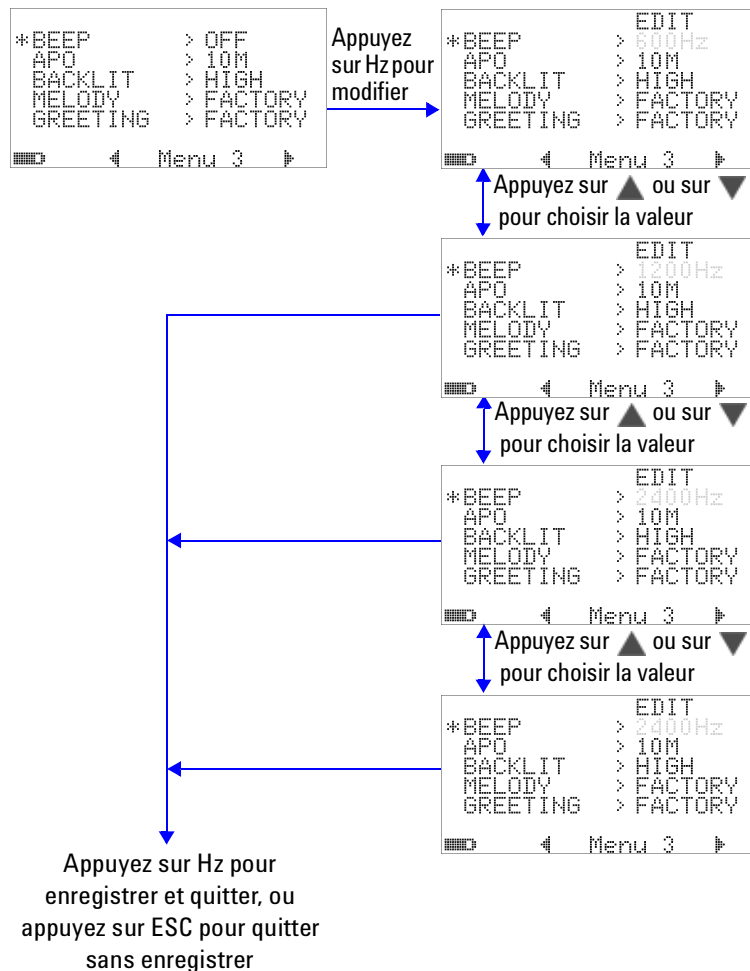 *BEEP > OFF
APO > 10M
BACKLIT > HIGH
MELODY > FACTORY
GREETING > FACTORY
Menu 3
Appuyez
sur Hz pour
modifier
EDIT
*BEEP > 600Hz
APO > 10M
BACKLIT > HIGH
MELODY > FACTORY
GREETING > FACTORY
Menu 3
Appuyez sur ▲ ou sur ▼
pour choisir la valeur
EDIT
*BEEP > 1200Hz
APO > 10M
BACKLIT > HIGH
MELODY > FACTORY
GREETING > FACTORY
Menu 3
Appuyez sur ▲ ou sur ▼
pour choisir la valeur
EDIT
*BEEP > 2400Hz
APO > 10M
BACKLIT > HIGH
MELODY > FACTORY
GREETING > FACTORY
Menu 3
Appuyez sur ▲ ou sur ▼
pour choisir la valeur
EDIT
*BEEP > 2400Hz
APO > 10M
BACKLIT > HIGH
MELODY > FACTORY
GREETING > FACTORY
Menu 3
Appuyez sur Hz pour
enregistrer et quitter, ou
appuyez sur ESC pour quitter
sans enregistrer